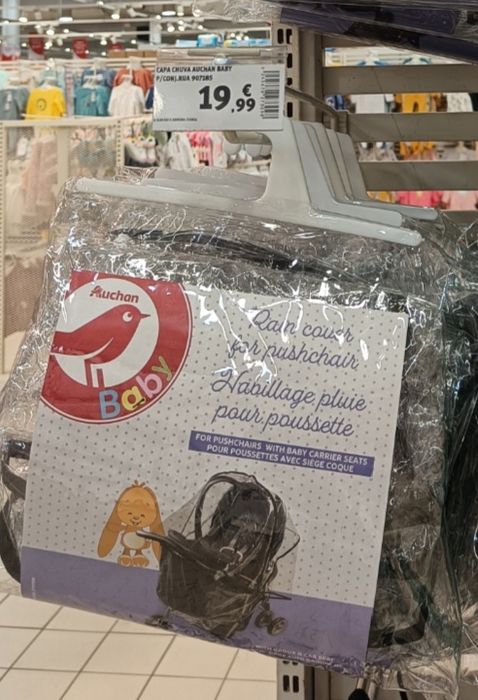 CAPA CHUVA AUCHAN BABY
P/CONJ.RUA 907185
19,99 €
Auchan
Baby
Rain cover
for pushchair
Habillage pluie
pour poussette
FOR PUSHCHAIRS WITH BABY CARRIER SEATS
POUR POUSSETTES AVEC SIÈGE COQUE